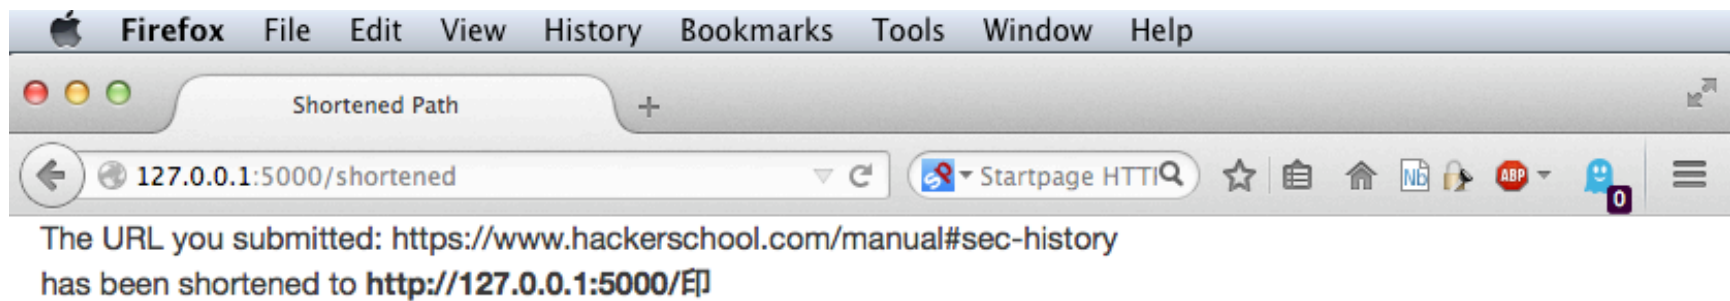 Firefox File Edit View History Bookmarks Tools Window Help
Shortened Path
127.0.0.1:5000/shortened Startpage HTTI Nb ABP 0
The URL you submitted: https://www.hackerschool.com/manual#sec-history
has been shortened to http://127.0.0.1:5000/印